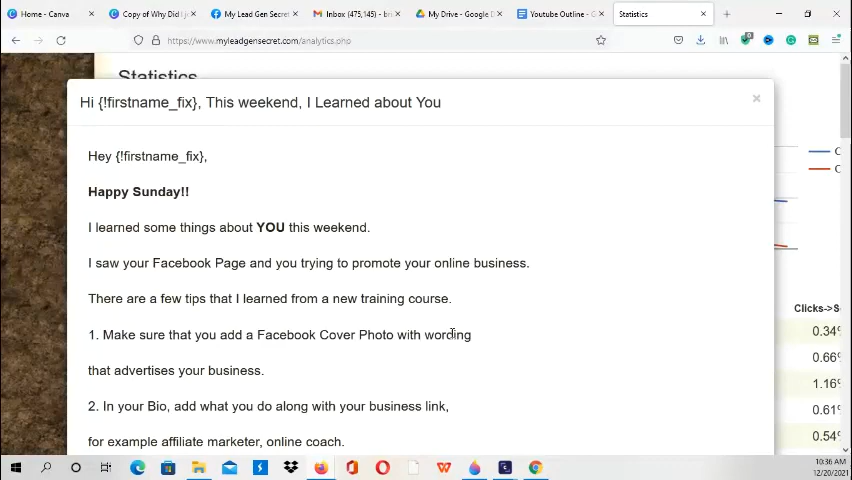 Home - Canva
Copy of Why Did I j
My Lead Gen Secret
Inbox (475,145) - bri
My Drive - Google D
Youtube Outline - G
Statistics
https://www.myleadgensecret.com/analytics.php
Statistics
Hi {!firstname_fix}, This weekend, I Learned about You
×
Hey {!firstname_fix},
Happy Sunday!!
I learned some things about YOU this weekend.
I saw your Facebook Page and you trying to promote your online business.
There are a few tips that I learned from a new training course.
1. Make sure that you add a Facebook Cover Photo with wording
that advertises your business.
2. In your Bio, add what you do along with your business link,
for example affiliate marketer, online coach.
C
C
Clicks->S
0.34%
0.66%
1.16%
0.61%
0.54%
10:36 AM
12/20/2021